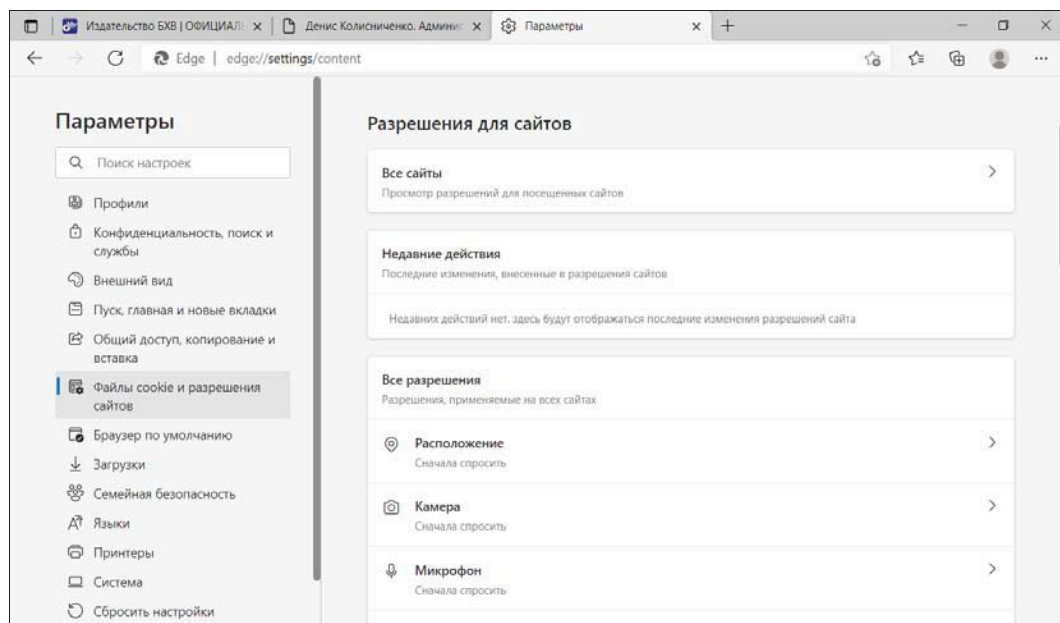 Издательство БХВ | ОФИЦИАЛЬ
Денис Колисниченко. Админис
Параметры
Edge | edge://settings/content
Параметры
Поиск настроек
Профили
Конфиденциальность, поиск и
службы
Внешний вид
Пуск, главная и новые вкладки
Общий доступ, копирование и
вставка
Файлы cookie и разрешения
сайтов
Браузер по умолчанию
Загрузки
Семейная безопасность
Языки
Принтеры
Система
Сбросить настройки
Разрешения для сайтов
Все сайты
Просмотр разрешений для посещенных сайтов
Недавние действия
Последние изменения, внесенные в разрешения сайтов
Недавних действий нет. здесь будут отображаться последние изменения разрешений сайта
Все разрешения
Разрешения, применяемые на всех сайтах
Расположение
Сначала спросить
Камера
Сначала спросить
Микрофон
Сначала спросить